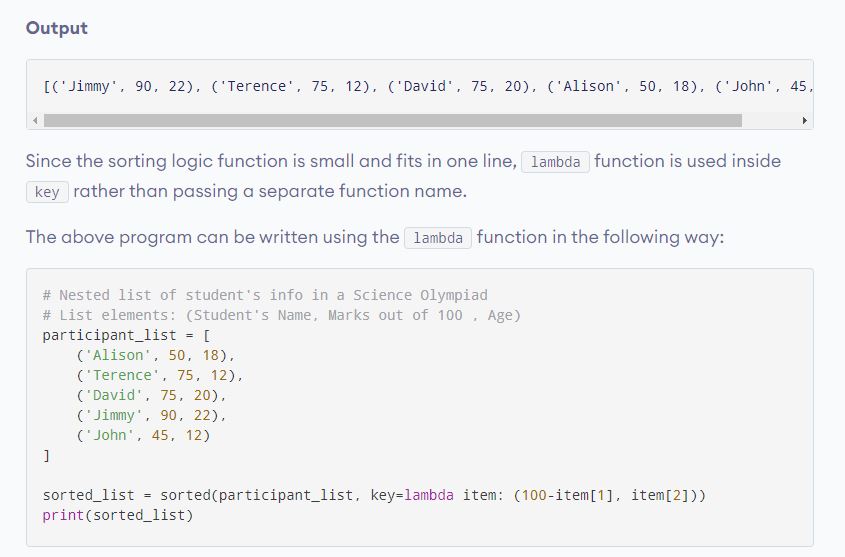 Output
[('Jimmy', 90, 22), ('Terence', 75, 12), ('David', 75, 20), ('Alison', 50, 18), ('John', 45,
Since the sorting logic function is small and fits in one line, lambda function is used inside
key rather than passing a separate function name.
The above program can be written using the lambda function in the following way:
# Nested list of student's info in a Science Olympiad
# List elements: (Student's Name, Marks out of 100 , Age)
participant_list = [
    ('Alison', 50, 18),
    ('Terence', 75, 12),
    ('David', 75, 20),
    ('Jimmy', 90, 22),
    ('John', 45, 12)
]
sorted_list = sorted(participant_list, key=lambda item: (100-item[1], item[2]))
print(sorted_list)